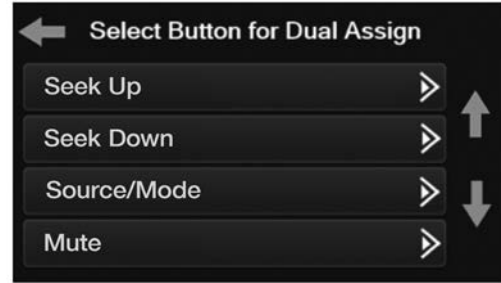 Select Button for Dual Assign
Seek Up
Seek Down
Source/Mode
Mute